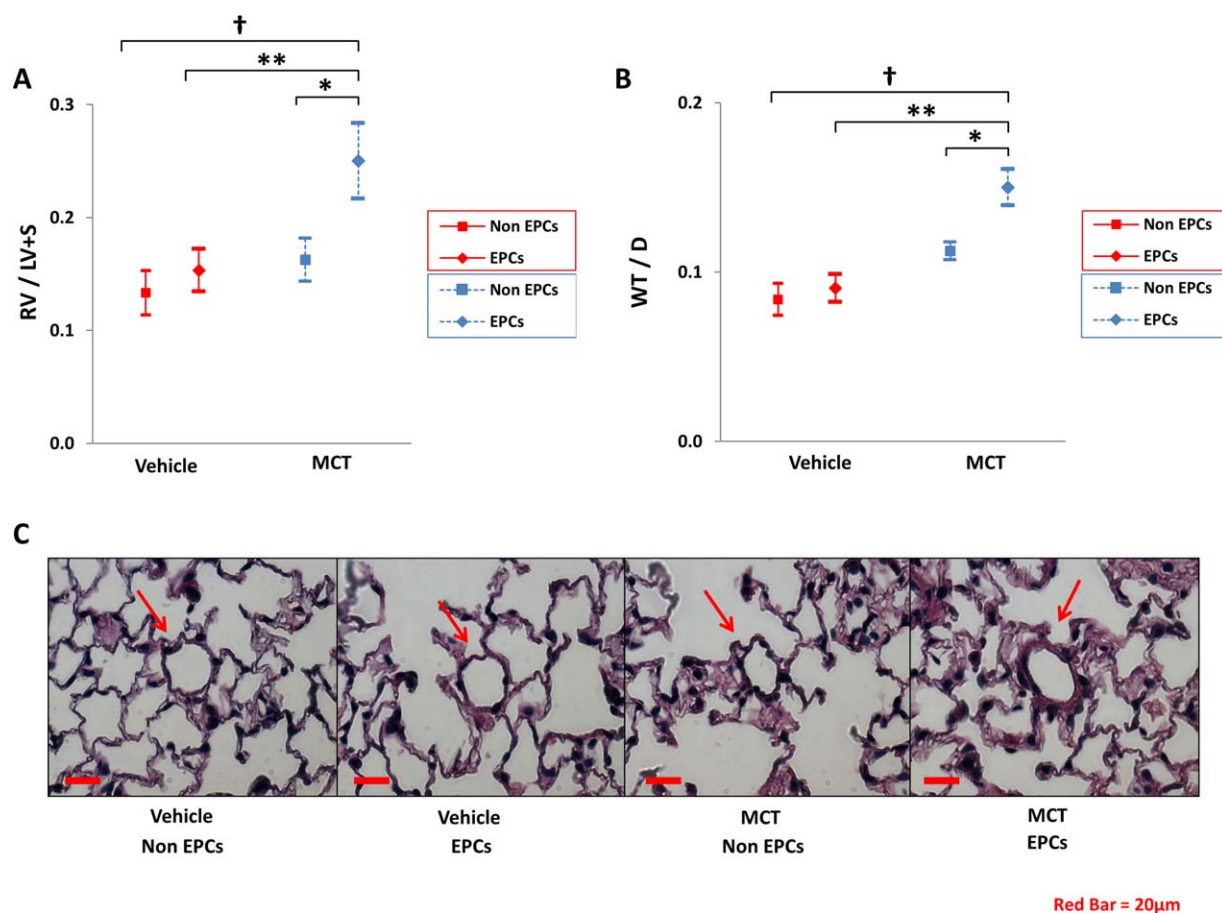 A
†
**
*
0.3
0.2
0.1
0.0
RV / LV+S
Vehicle
MCT
Non EPCs
EPCs
Non EPCs
EPCs
B
†
**
*
0.2
0.1
0.0
WT / D
Vehicle
MCT
Non EPCs
EPCs
Non EPCs
EPCs
C
Vehicle
Non EPCs
Vehicle
EPCs
MCT
Non EPCs
MCT
EPCs
Red Bar = 20μm